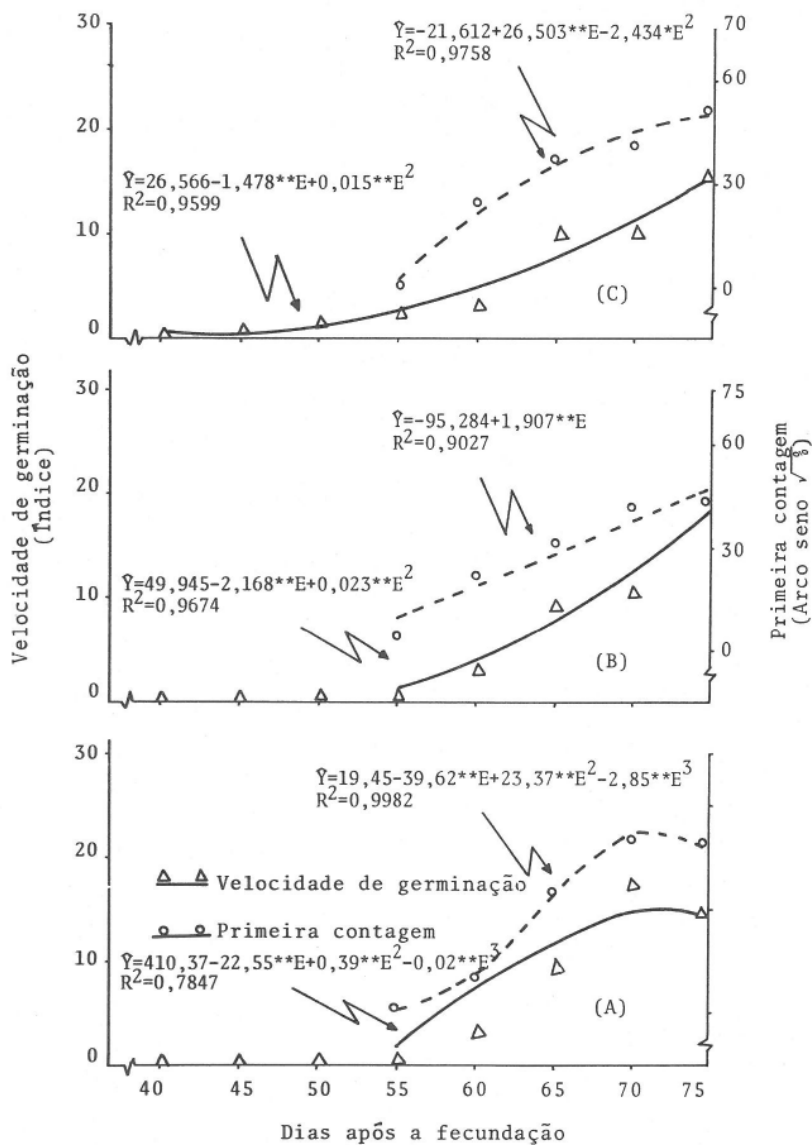 30
20
10
0
70
60
30
0
Ŷ=-21,612+26,503**E-2,434*E²
R²=0,9758
Ŷ=26,566-1,478**E+0,015**E²
R²=0,9599
(C)
30
20
10
0
75
60
30
0
Ŷ=-95,284+1,907**E
R²=0,9027
Ŷ=49,945-2,168**E+0,023**E²
R²=0,9674
(B)
Velocidade de germinação
(Índice)
Primeira contagem
(Arco seno √%)
30
20
10
0
Ŷ=19,45-39,62**E+23,37**E²-2,85**E³
R²=0,9982
Velocidade de germinação
Primeira contagem
Ŷ=410,37-22,55**E+0,39**E²-0,02**E³
R²=0,7847
(A)
40 45 50 55 60 65 70 75
Dias após a fecundação